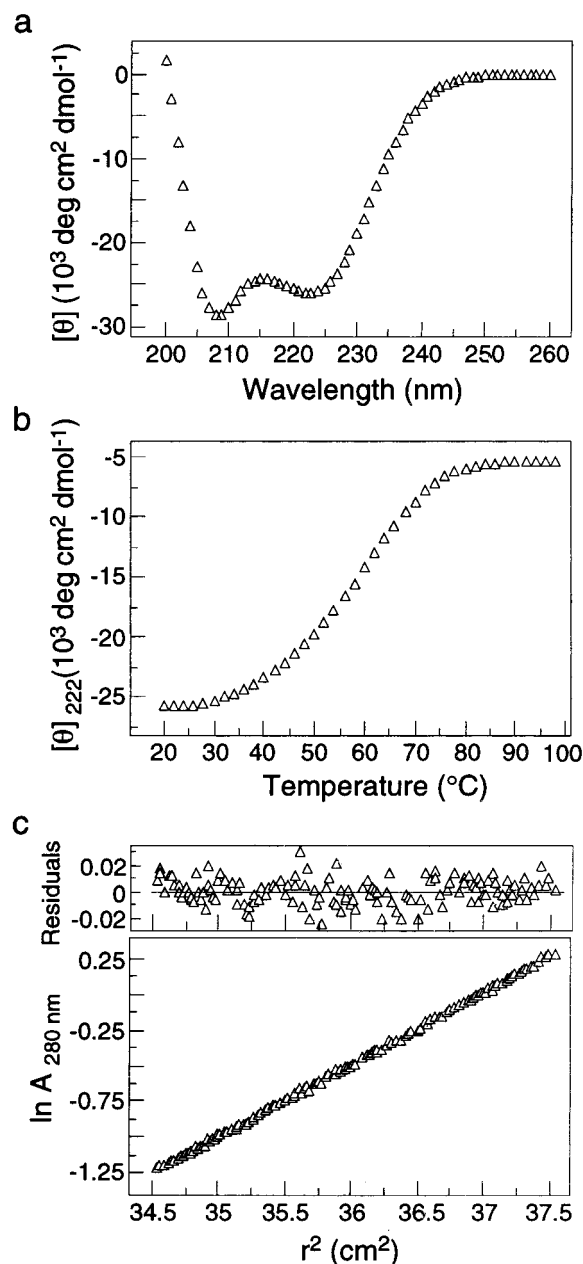 a
[θ] (10³ deg cm² dmol⁻¹)
0
-10
-20
-30
200 210 220 230 240 250 260
Wavelength (nm)
b
[θ]₂₂₂(10³ deg cm² dmol⁻¹)
-5
-10
-15
-20
-25
20 30 40 50 60 70 80 90 100
Temperature (°C)
c
Residuals
0.02
0
-0.02
ln A 280 nm
0.25
-0.25
-0.75
-1.25
34.5 35 35.5 36 36.5 37 37.5
r² (cm²)